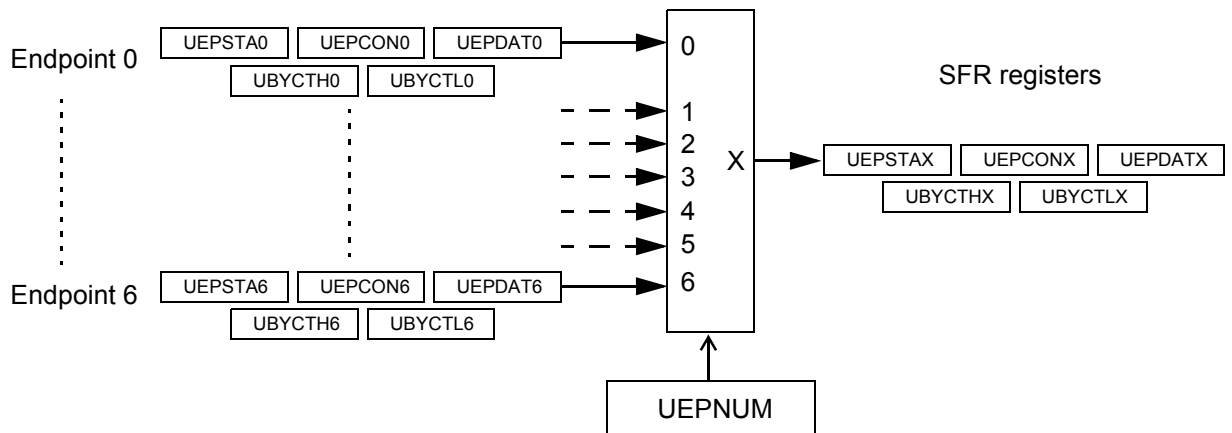 Endpoint 0
UEPSTA0 UEPCON0 UEPDAT0
UBYCTH0 UBYCTL0
0
1
2
3
4
5
6
X
SFR registers
UEPSTAX UEPCONX UEPDATX
UBYCTHX UBYCTLX
Endpoint 6
UEPSTA6 UEPCON6 UEPDAT6
UBYCTH6 UBYCTL6
UEPNUM